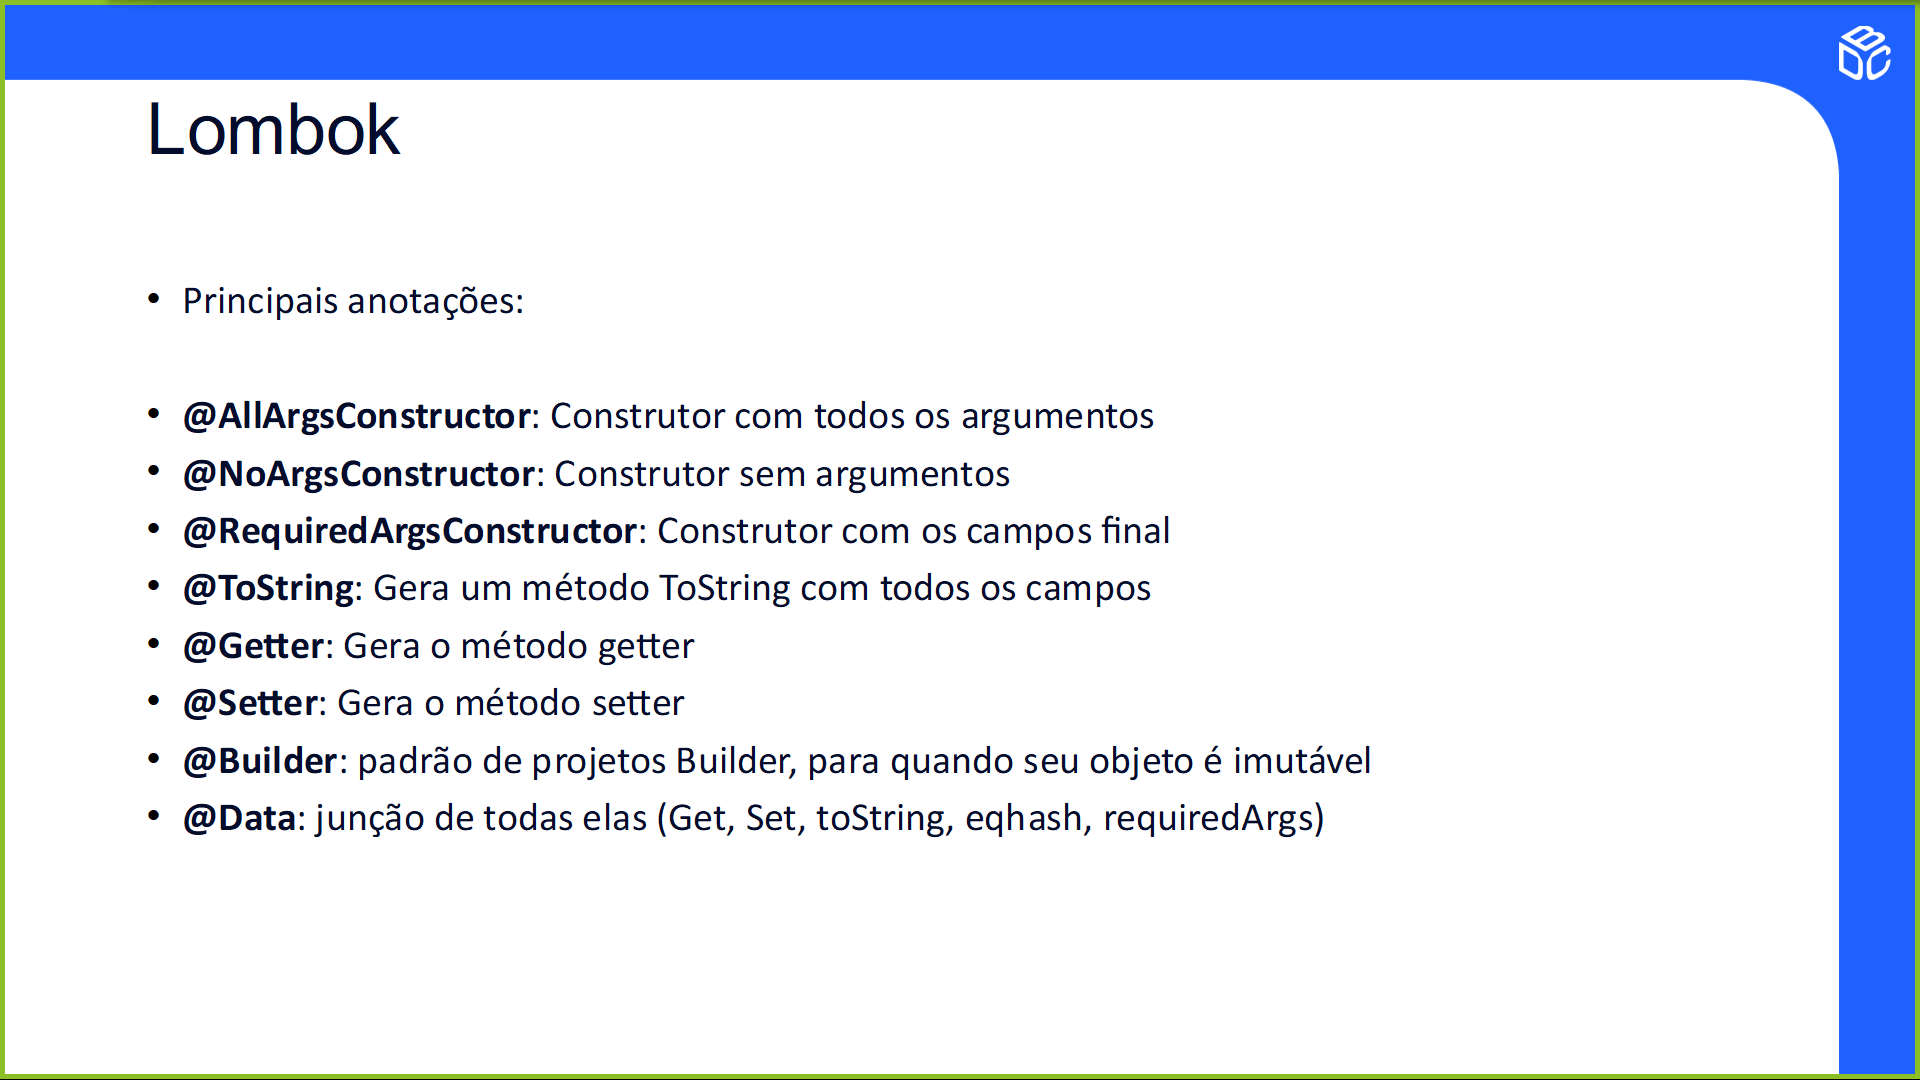 Lombok
• Principais anotações:
• @AllArgsConstructor: Construtor com todos os argumentos
• @NoArgsConstructor: Construtor sem argumentos
• @RequiredArgsConstructor: Construtor com os campos final
• @ToString: Gera um método ToString com todos os campos
• @Getter: Gera o método getter
• @Setter: Gera o método setter
• @Builder: padrão de projetos Builder, para quando seu objeto é imutável
• @Data: junção de todas elas (Get, Set, toString, eqhash, requiredArgs)
DBC